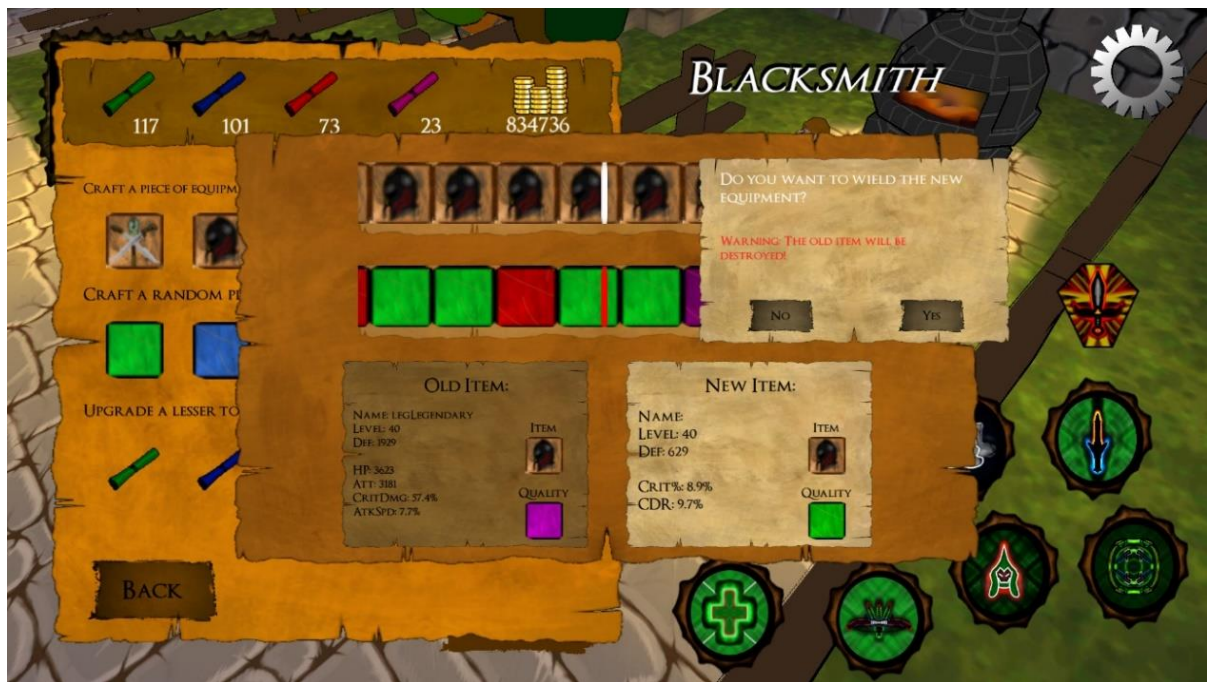 BLACKSMITH
117 101 73 23 834736
CRAFT A PIECE OF EQUIPM
CRAFT A RANDOM
UPGRADE A LESSER TO
BACK
DO YOU WANT TO WIELD THE NEW
EQUIPMENT?
WARNING: THE OLD ITEM WILL BE
DESTROYED!
NO
YES
OLD ITEM:
NAME: LEGLEGENDARY
LEVEL: 40
DEF: 1929
HP: 3623
ATT: 3181
CRITDMG: 57.4%
ATKSPD: 7.7%
ITEM
QUALITY
NEW ITEM:
NAME:
LEVEL: 40
DEF: 629
CRIT%: 8.9%
CDR: 9.7%
ITEM
QUALITY